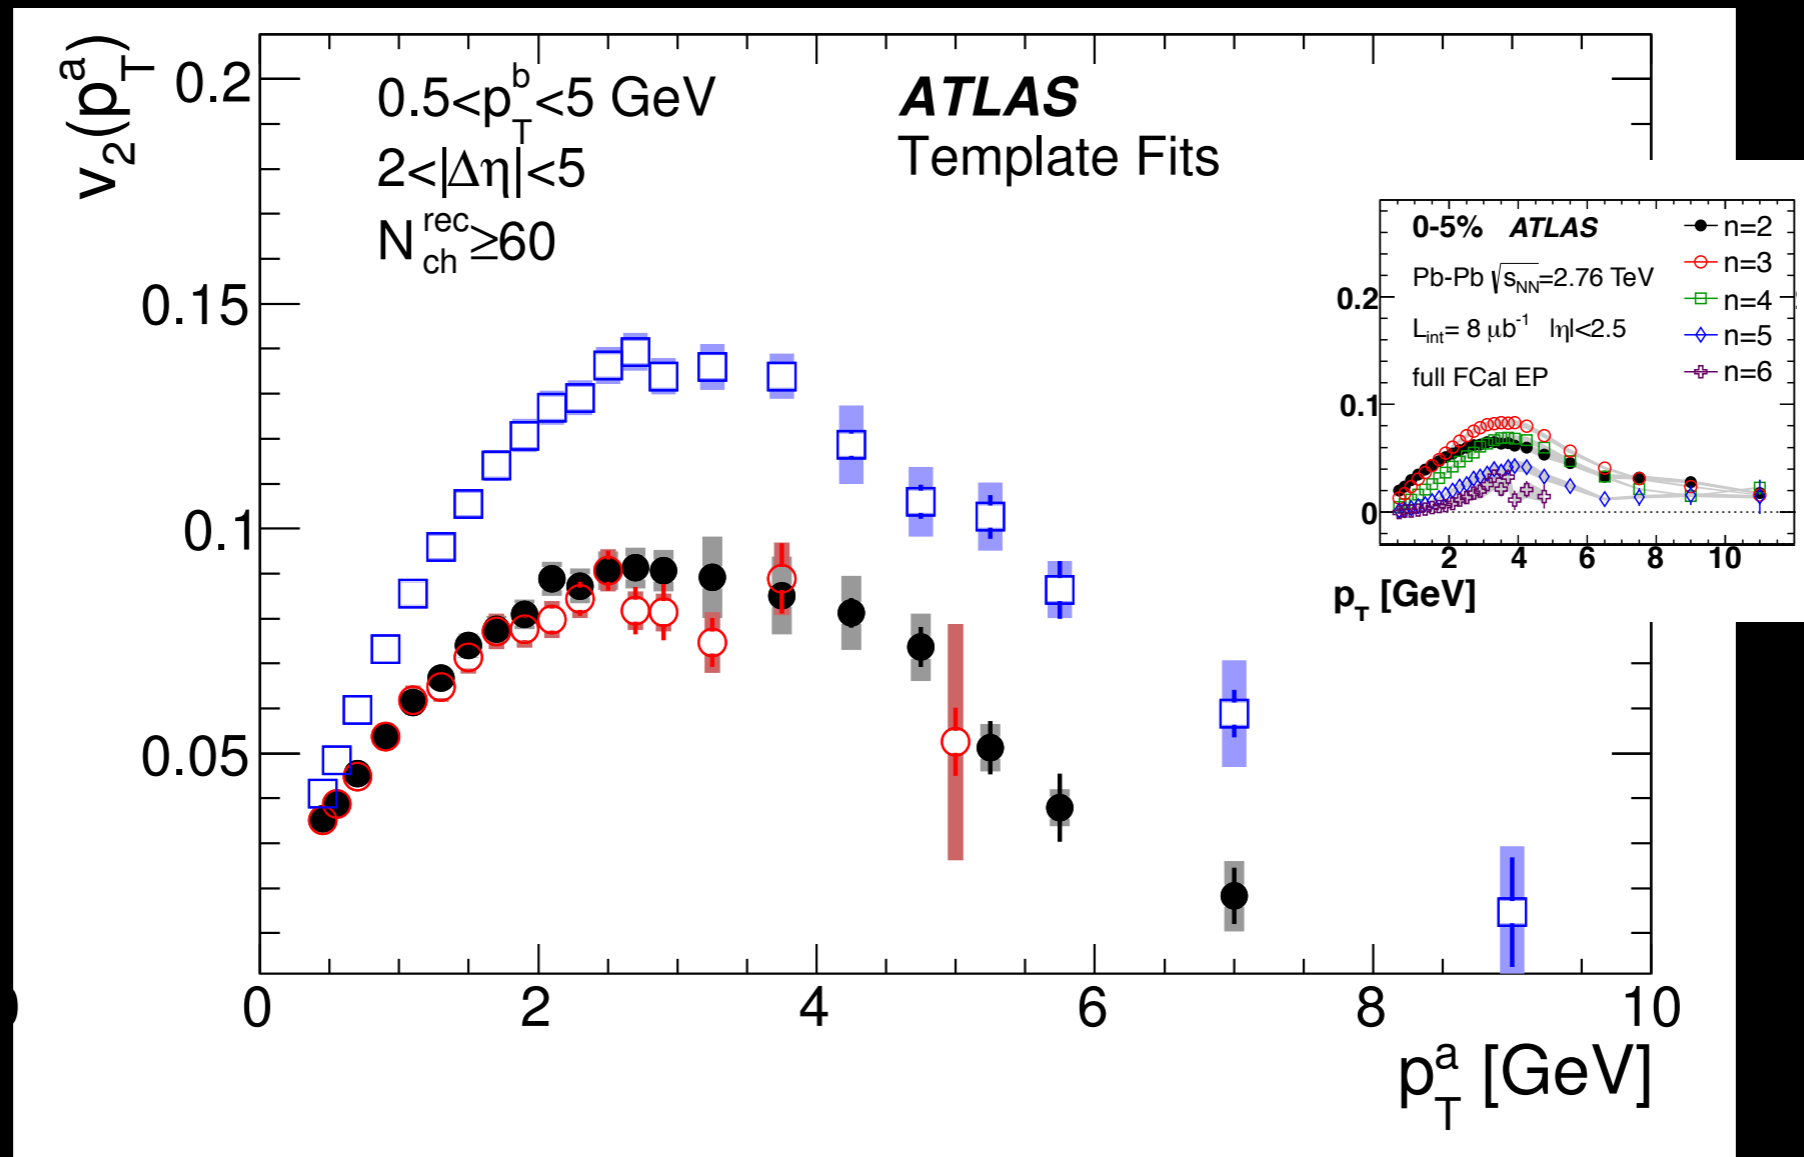 v₂(pᵀᵃ)
0.5<pᵀᵇ<5 GeV
2<|Δη|<5
N_ch^rec≥60
ATLAS
Template Fits
0.2
0.15
0.1
0.05
0 2 4 6 8 10
p_T^a [GeV]
0-5% ATLAS
Pb-Pb √s_NN=2.76 TeV
L_int= 8 μb⁻¹ |η|<2.5
full FCal EP
n=2
n=3
n=4
n=5
n=6
0.2
0.1
0
2 4 6 8 10
p_T [GeV]